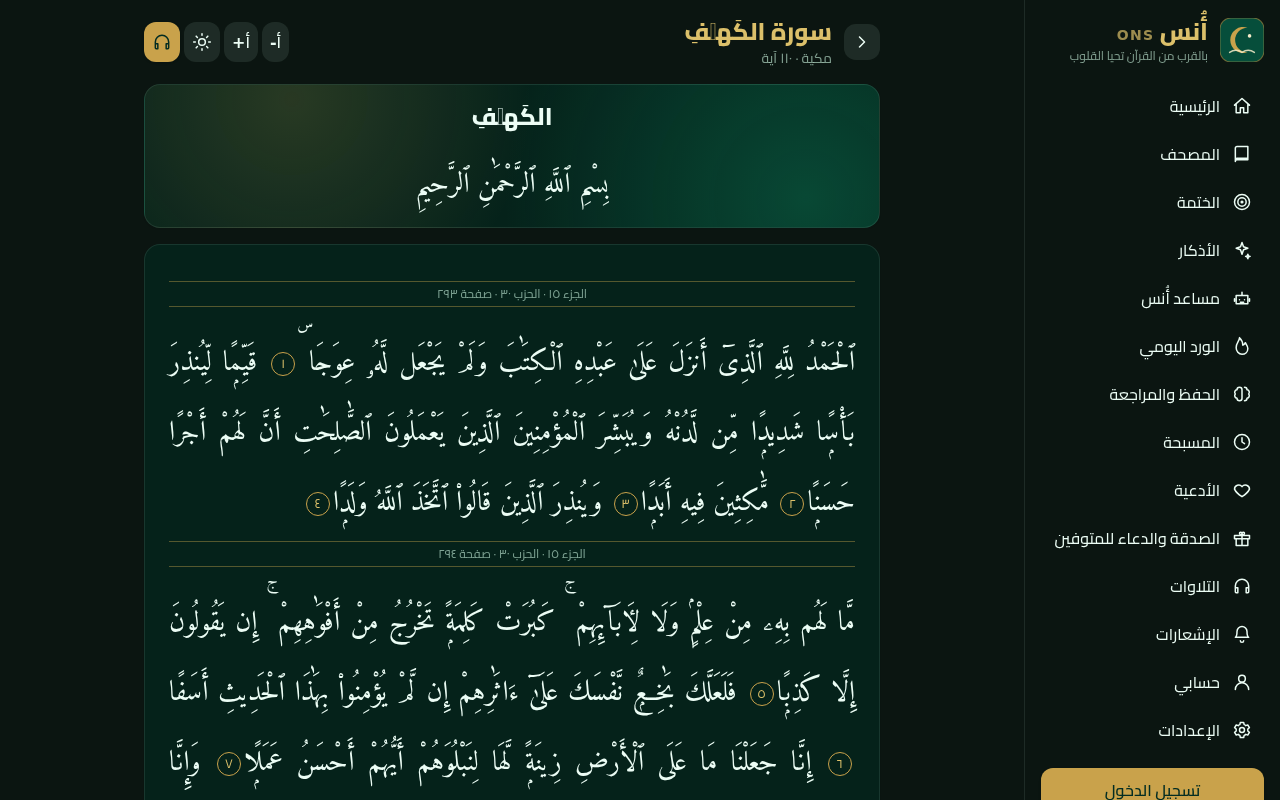 أُنس ONS
بالقرب من القرآن تحيا القلوب
الرئيسية
المصحف
الختمة
الأذكار
مساعد أُنس
الورد اليومي
الحفظ والمراجعة
المسبحة
الأدعية
الصدقة والدعاء للمتوفين
التلاوات
الإشعارات
حسابي
الإعدادات
تسجيل الدخول
سورة الكَهۡفِ
مكية · ١١٠ آية
أ+
أ-
الكَهۡفِ
بِسْمِ ٱللَّهِ ٱلرَّحْمَٰنِ ٱلرَّحِيمِ
الجزء ١٥ · الحزب ٣٠ · صفحة ٢٩٣
ٱلْحَمْدُ لِلَّهِ ٱلَّذِىٓ أَنزَلَ عَلَىٰ عَبْدِهِ ٱلْكِتَٰبَ وَلَمْ يَجْعَل لَّهُۥ عِوَجَاۜ ١ قَيِّمًۭا لِّيُنذِرَ
بَأْسًۭا شَدِيدًۭا مِّن لَّدُنْهُ وَيُبَشِّرَ ٱلْمُؤْمِنِينَ ٱلَّذِينَ يَعْمَلُونَ ٱلصَّٰلِحَٰتِ أَنَّ لَهُمْ أَجْرًا
حَسَنًۭا ٢ مَّٰكِثِينَ فِيهِ أَبَدًۭا ٣ وَيُنذِرَ ٱلَّذِينَ قَالُوا۟ ٱتَّخَذَ ٱللَّهُ وَلَدًۭا ٤
الجزء ١٥ · الحزب ٣٠ · صفحة ٢٩٤
مَّا لَهُم بِهِۦ مِنْ عِلْمٍۢ وَلَا لِـَٔابَآئِهِمْ ۚ كَبُرَتْ كَلِمَةًۭ تَخْرُجُ مِنْ أَفْوَٰهِهِمْ ۚ إِن يَقُولُونَ
إِلَّا كَذِبًۭا ٥ فَلَعَلَّكَ بَٰخِعٌۭ نَّفْسَكَ عَلَىٰٓ ءَاثَٰرِهِمْ إِن لَّمْ يُؤْمِنُوا۟ بِهَٰذَا ٱلْحَدِيثِ أَسَفًا
٦ إِنَّا جَعَلْنَا مَا عَلَى ٱلْأَرْضِ زِينَةًۭ لَّهَا لِنَبْلُوَهُمْ أَيُّهُمْ أَحْسَنُ عَمَلًۭا ٧ وَإِنَّا